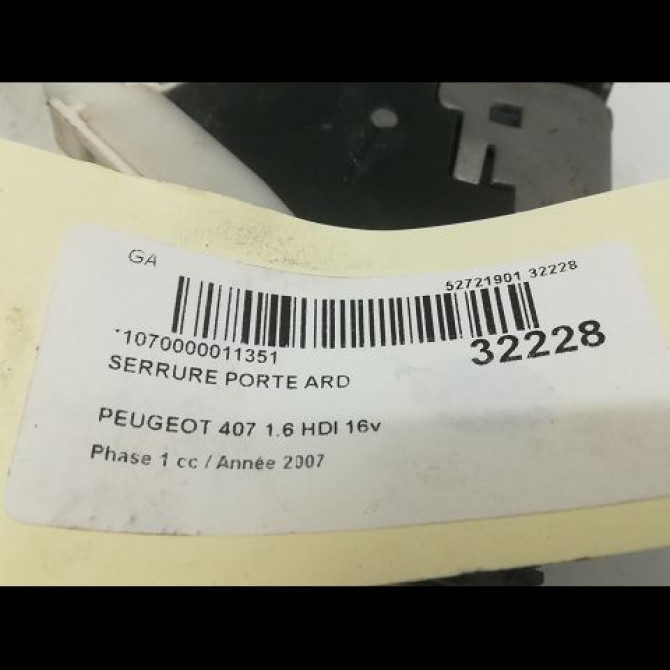 GA
52721901 32228
*1070000011351
32228
SERRURE PORTE ARD
PEUGEOT 407 1.6 HDI 16v
Phase 1 cc / Année 2007